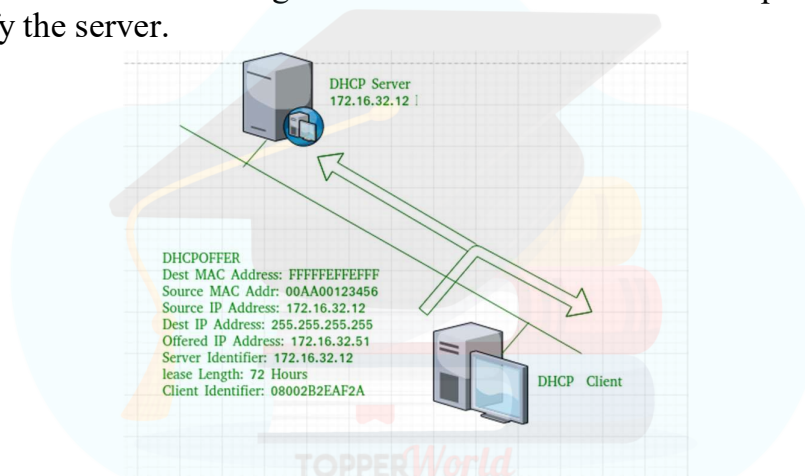 fy the server.
DHCP Server
172.16.32.12
DHCPOFFER
Dest MAC Address: FFFFFEFFEFFF
Source MAC Addr: 00AA00123456
Source IP Address: 172.16.32.12
Dest IP Address: 255.255.255.255
Offered IP Address: 172.16.32.51
Server Identifier: 172.16.32.12
lease Length: 72 Hours
Client Identifier: 08002B2EAF2A
DHCP Client
TOPPERWorld